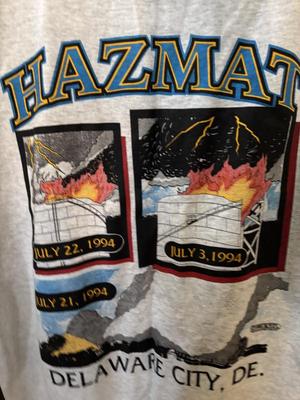 HAZMAT
JULY 22, 1994
JULY 3, 1994
JULY 21, 1994
DELAWARE CITY, DE.